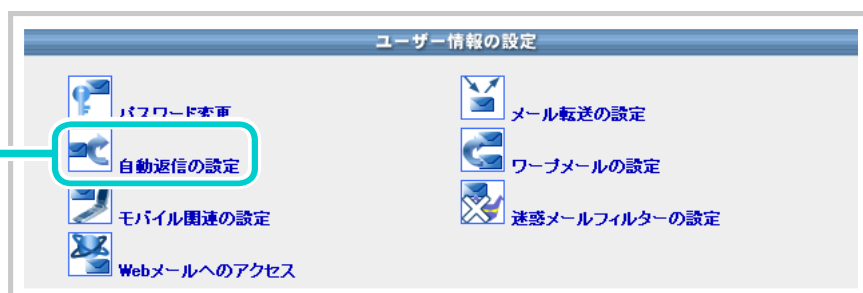 ユーザー情報の設定
パスワード変更
メール転送の設定
自動返信の設定
ワープメールの設定
モバイル関連の設定
迷惑メールフィルターの設定
Webメールへのアクセス